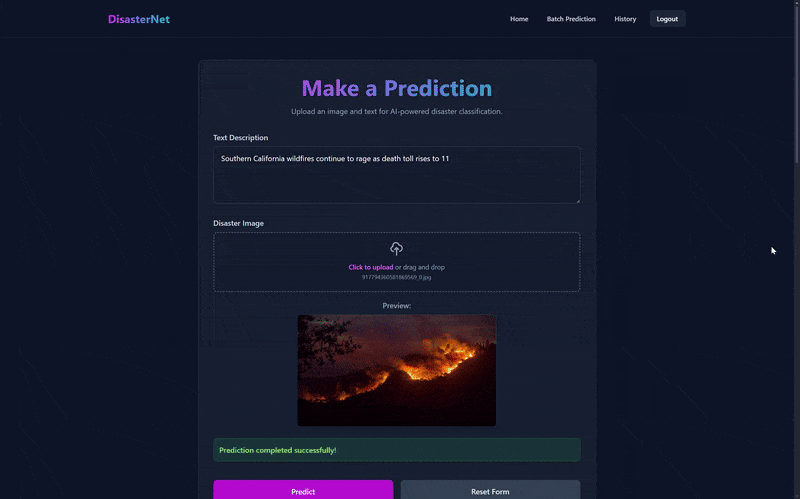 DisasterNet
Home Batch Prediction History Logout
Make a Prediction
Upload an image and text for AI-powered disaster classification.
Text Description
Southern California wildfires continue to rage as death toll rises to 11
Disaster Image
Click to upload or drag and drop
917794360581869569_0.jpg
Preview:
Prediction completed successfully!
Predict Reset Form